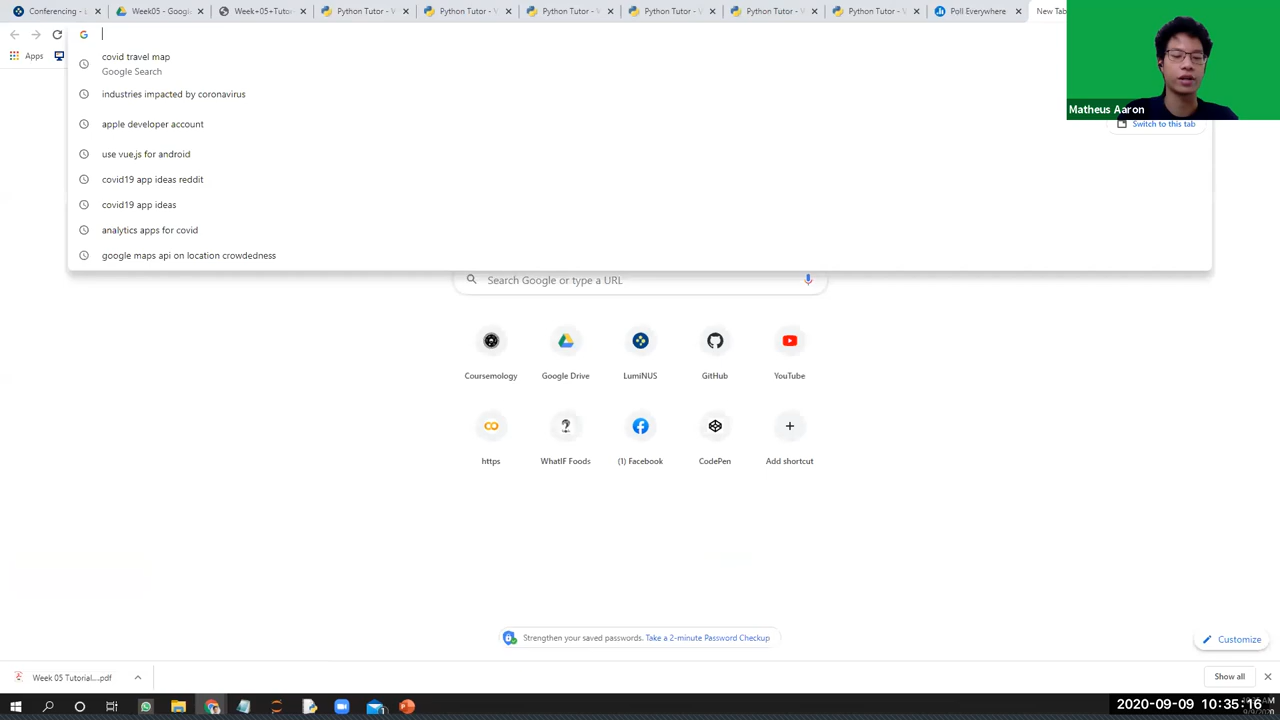 Conferencing - L
Week05 - Google
Week+05+Tutor
Python Tutor - V
Python Tutor - V
Python Tutor - V
Python Tutor - V
Python Tutor - V
Python Tutor - V
Poll Everywhere
New Tab
Apps
covid travel map
Google Search
industries impacted by coronavirus
apple developer account
Switch to this tab
use vue.js for android
covid19 app ideas reddit
covid19 app ideas
analytics apps for covid
google maps api on location crowdedness
Matheus Aaron
Search Google or type a URL
Coursemology
Google Drive
LumiNUS
GitHub
YouTube
https
WhatIF Foods
(1) Facebook
CodePen
Add shortcut
Strengthen your saved passwords. Take a 2-minute Password Checkup
Customize
Week 05 Tutorial....pdf
Show all
2020-09-09 10:35:16